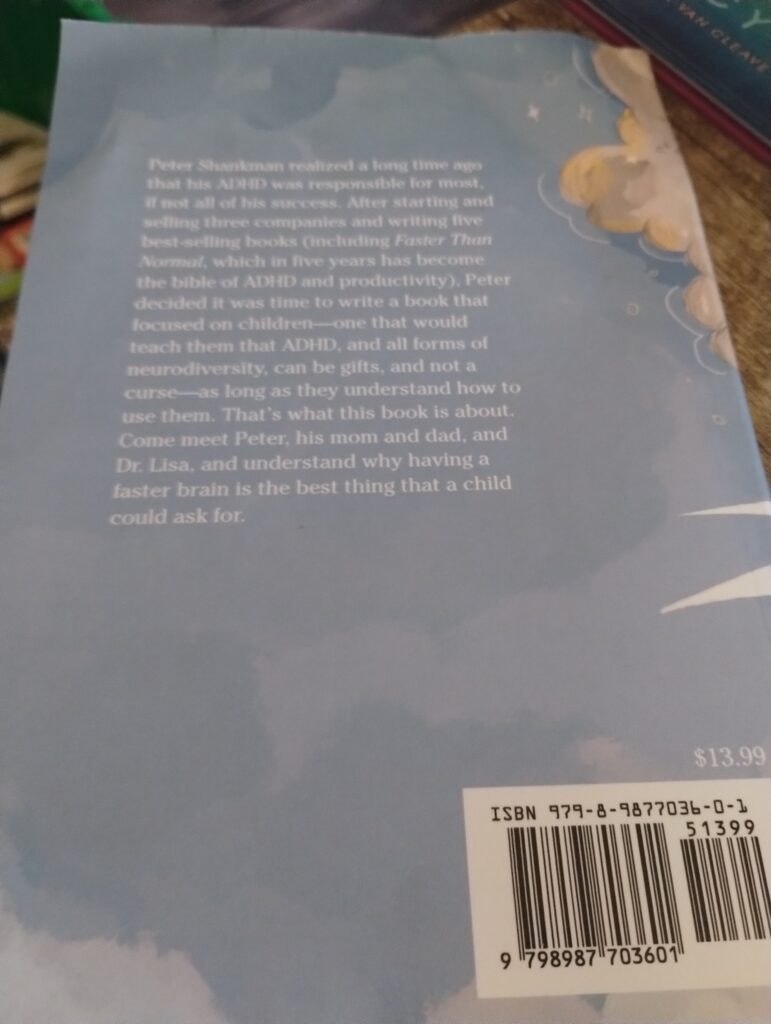 VAN GLEAVE
Peter Shankman realized a long time ago
that his ADHD was responsible for most,
if not all of his success. After starting and
selling three companies and writing five
best-selling books (including Faster Than
Normal, which in five years has become
the bible of ADHD and productivity), Peter
decided it was time to write a book that
focused on children—one that would
teach them that ADHD, and all forms of
neurodiversity, can be gifts, and not a
curse—as long as they understand how to
use them. That's what this book is about.
Come meet Peter, his mom and dad, and
Dr. Lisa, and understand why having a
faster brain is the best thing that a child
could ask for.
$13.99
ISBN 979-8-9877036-0-1
51399
9 798987 703601